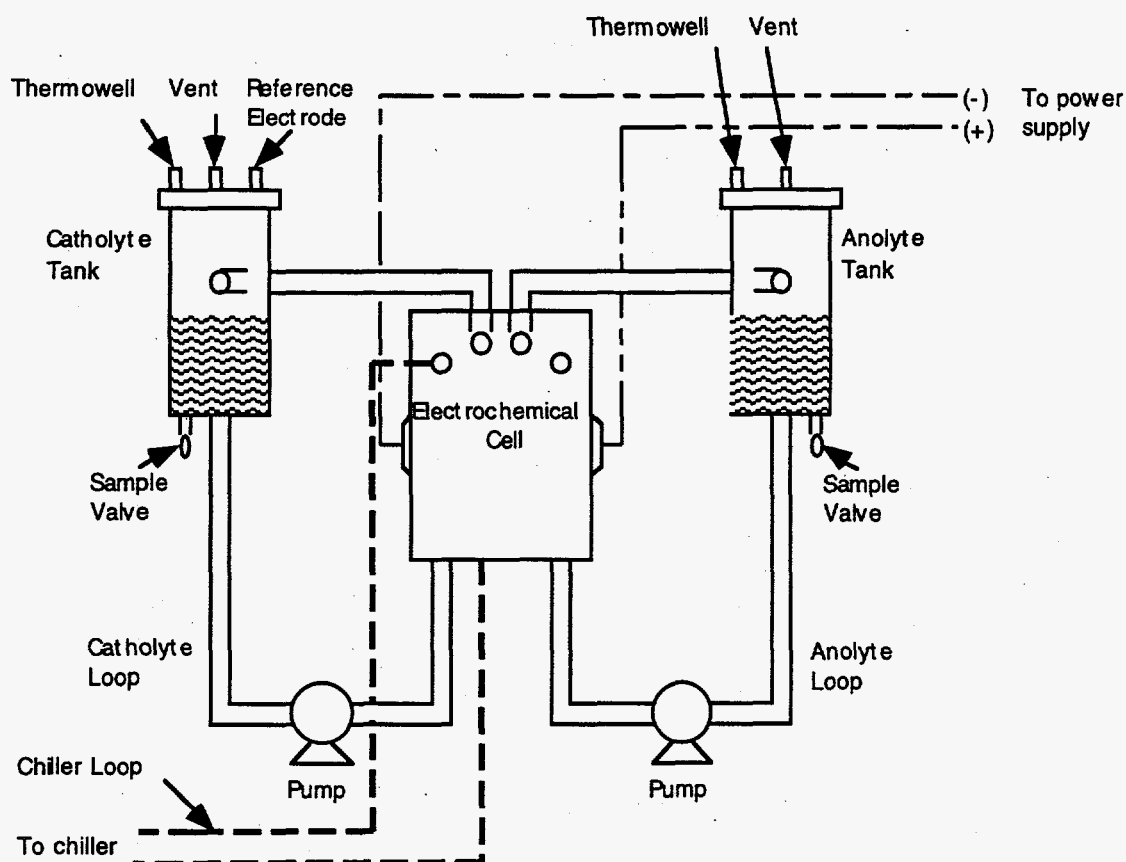 Thermowell Vent
Thermowell Vent Reference
Electrode
(-) To power
(+) supply
Catholyte
Tank
Anolyte
Tank
Electrochemical
Cell
Sample
Valve
Sample
Valve
Catholyte
Loop
Anolyte
Loop
Chiller Loop
Pump
Pump
To chiller